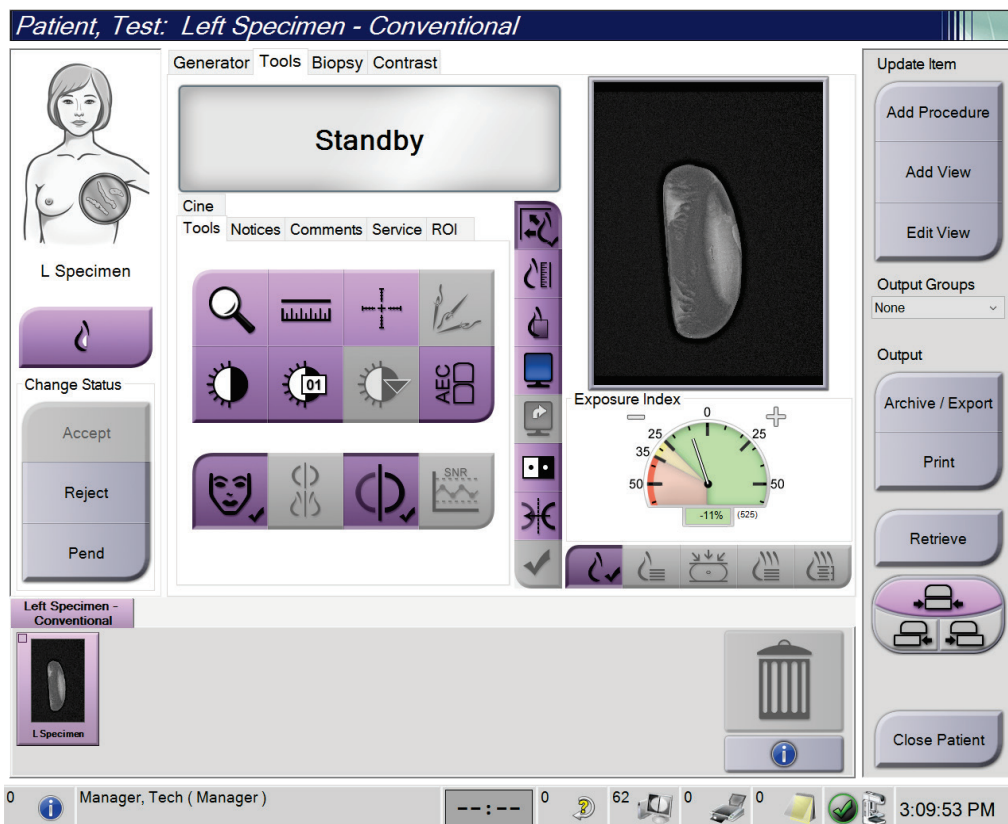 Patient, Test:  Left Specimen - Conventional
Generator Tools Biopsy Contrast
Standby
Cine
Tools Notices Comments Service ROI
L Specimen
01
AEC
SNR
Change Status
Accept
Reject
Pend
Exposure Index
0
25 25
35
50 50
-11% (525)
Update Item
Add Procedure
Add View
Edit View
Output Groups
None
Output
Archive / Export
Print
Retrieve
Close Patient
Left Specimen -
Conventional
L Specimen
0 Manager, Tech ( Manager ) --:-- 0 62 0 0 3:09:53 PM